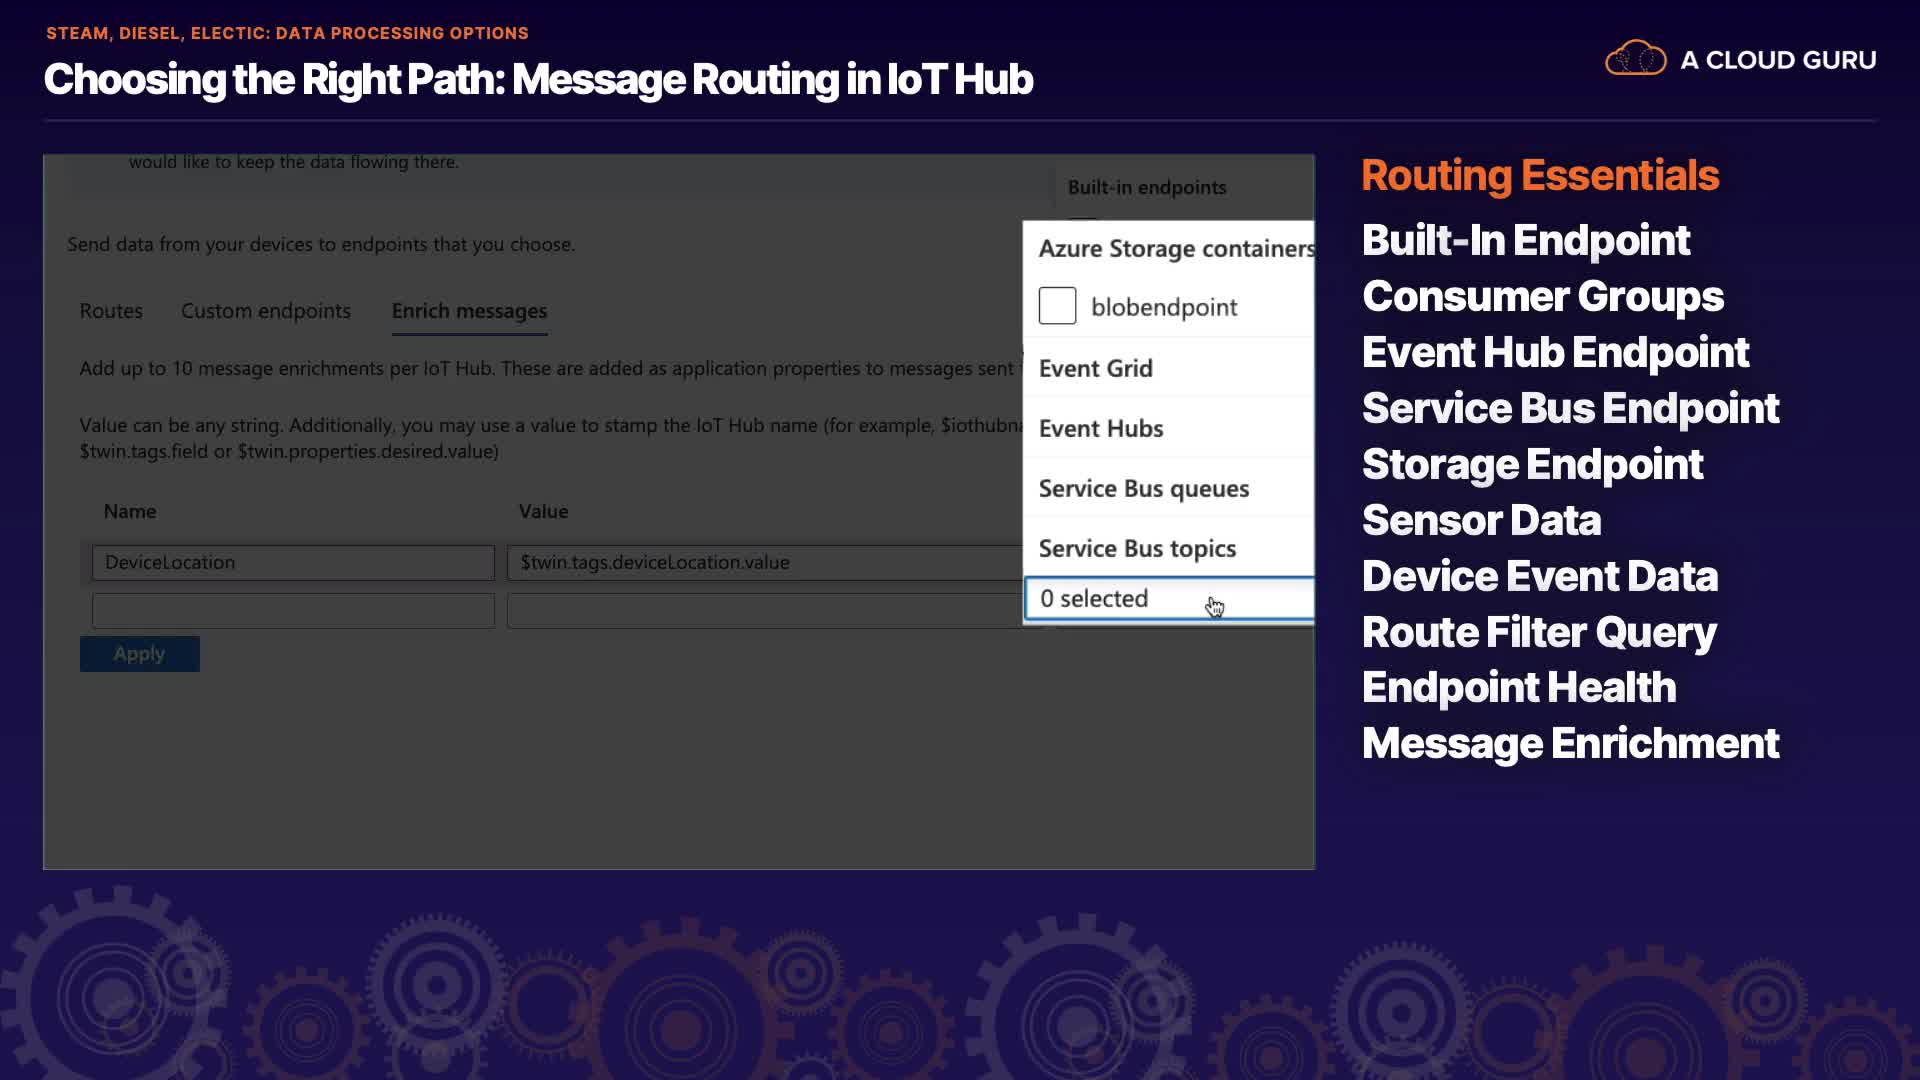 STEAM, DIESEL, ELECTIC: DATA PROCESSING OPTIONS
Choosing the Right Path: Message Routing in IoT Hub
A CLOUD GURU
would like to keep the data flowing there.
Built-in endpoints
Send data from your devices to endpoints that you choose.
Routes Custom endpoints Enrich messages
Add up to 10 message enrichments per IoT Hub. These are added as application properties to messages sent
Value can be any string. Additionally, you may use a value to stamp the IoT Hub name (for example, $iothubna
$twin.tags.field or $twin.properties.desired.value)
Name Value
DeviceLocation $twin.tags.deviceLocation.value
Apply
Azure Storage containers
blobendpoint
Event Grid
Event Hubs
Service Bus queues
Service Bus topics
0 selected
Routing Essentials
Built-In Endpoint
Consumer Groups
Event Hub Endpoint
Service Bus Endpoint
Storage Endpoint
Sensor Data
Device Event Data
Route Filter Query
Endpoint Health
Message Enrichment